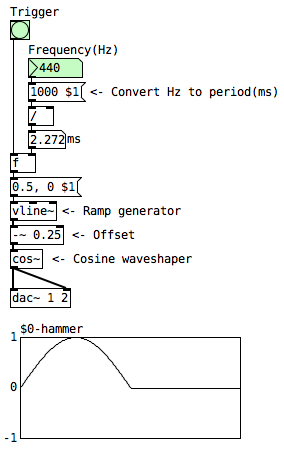 Trigger
Frequency(Hz)
>440
1000 $1 <- Convert Hz to period(ms)
/
2.272 ms
f
0.5, 0 $1
vline~ <- Ramp generator
-~ 0.25 <- Offset
cos~ <- Cosine waveshaper
dac~ 1 2
$0-hammer
1
0
-1